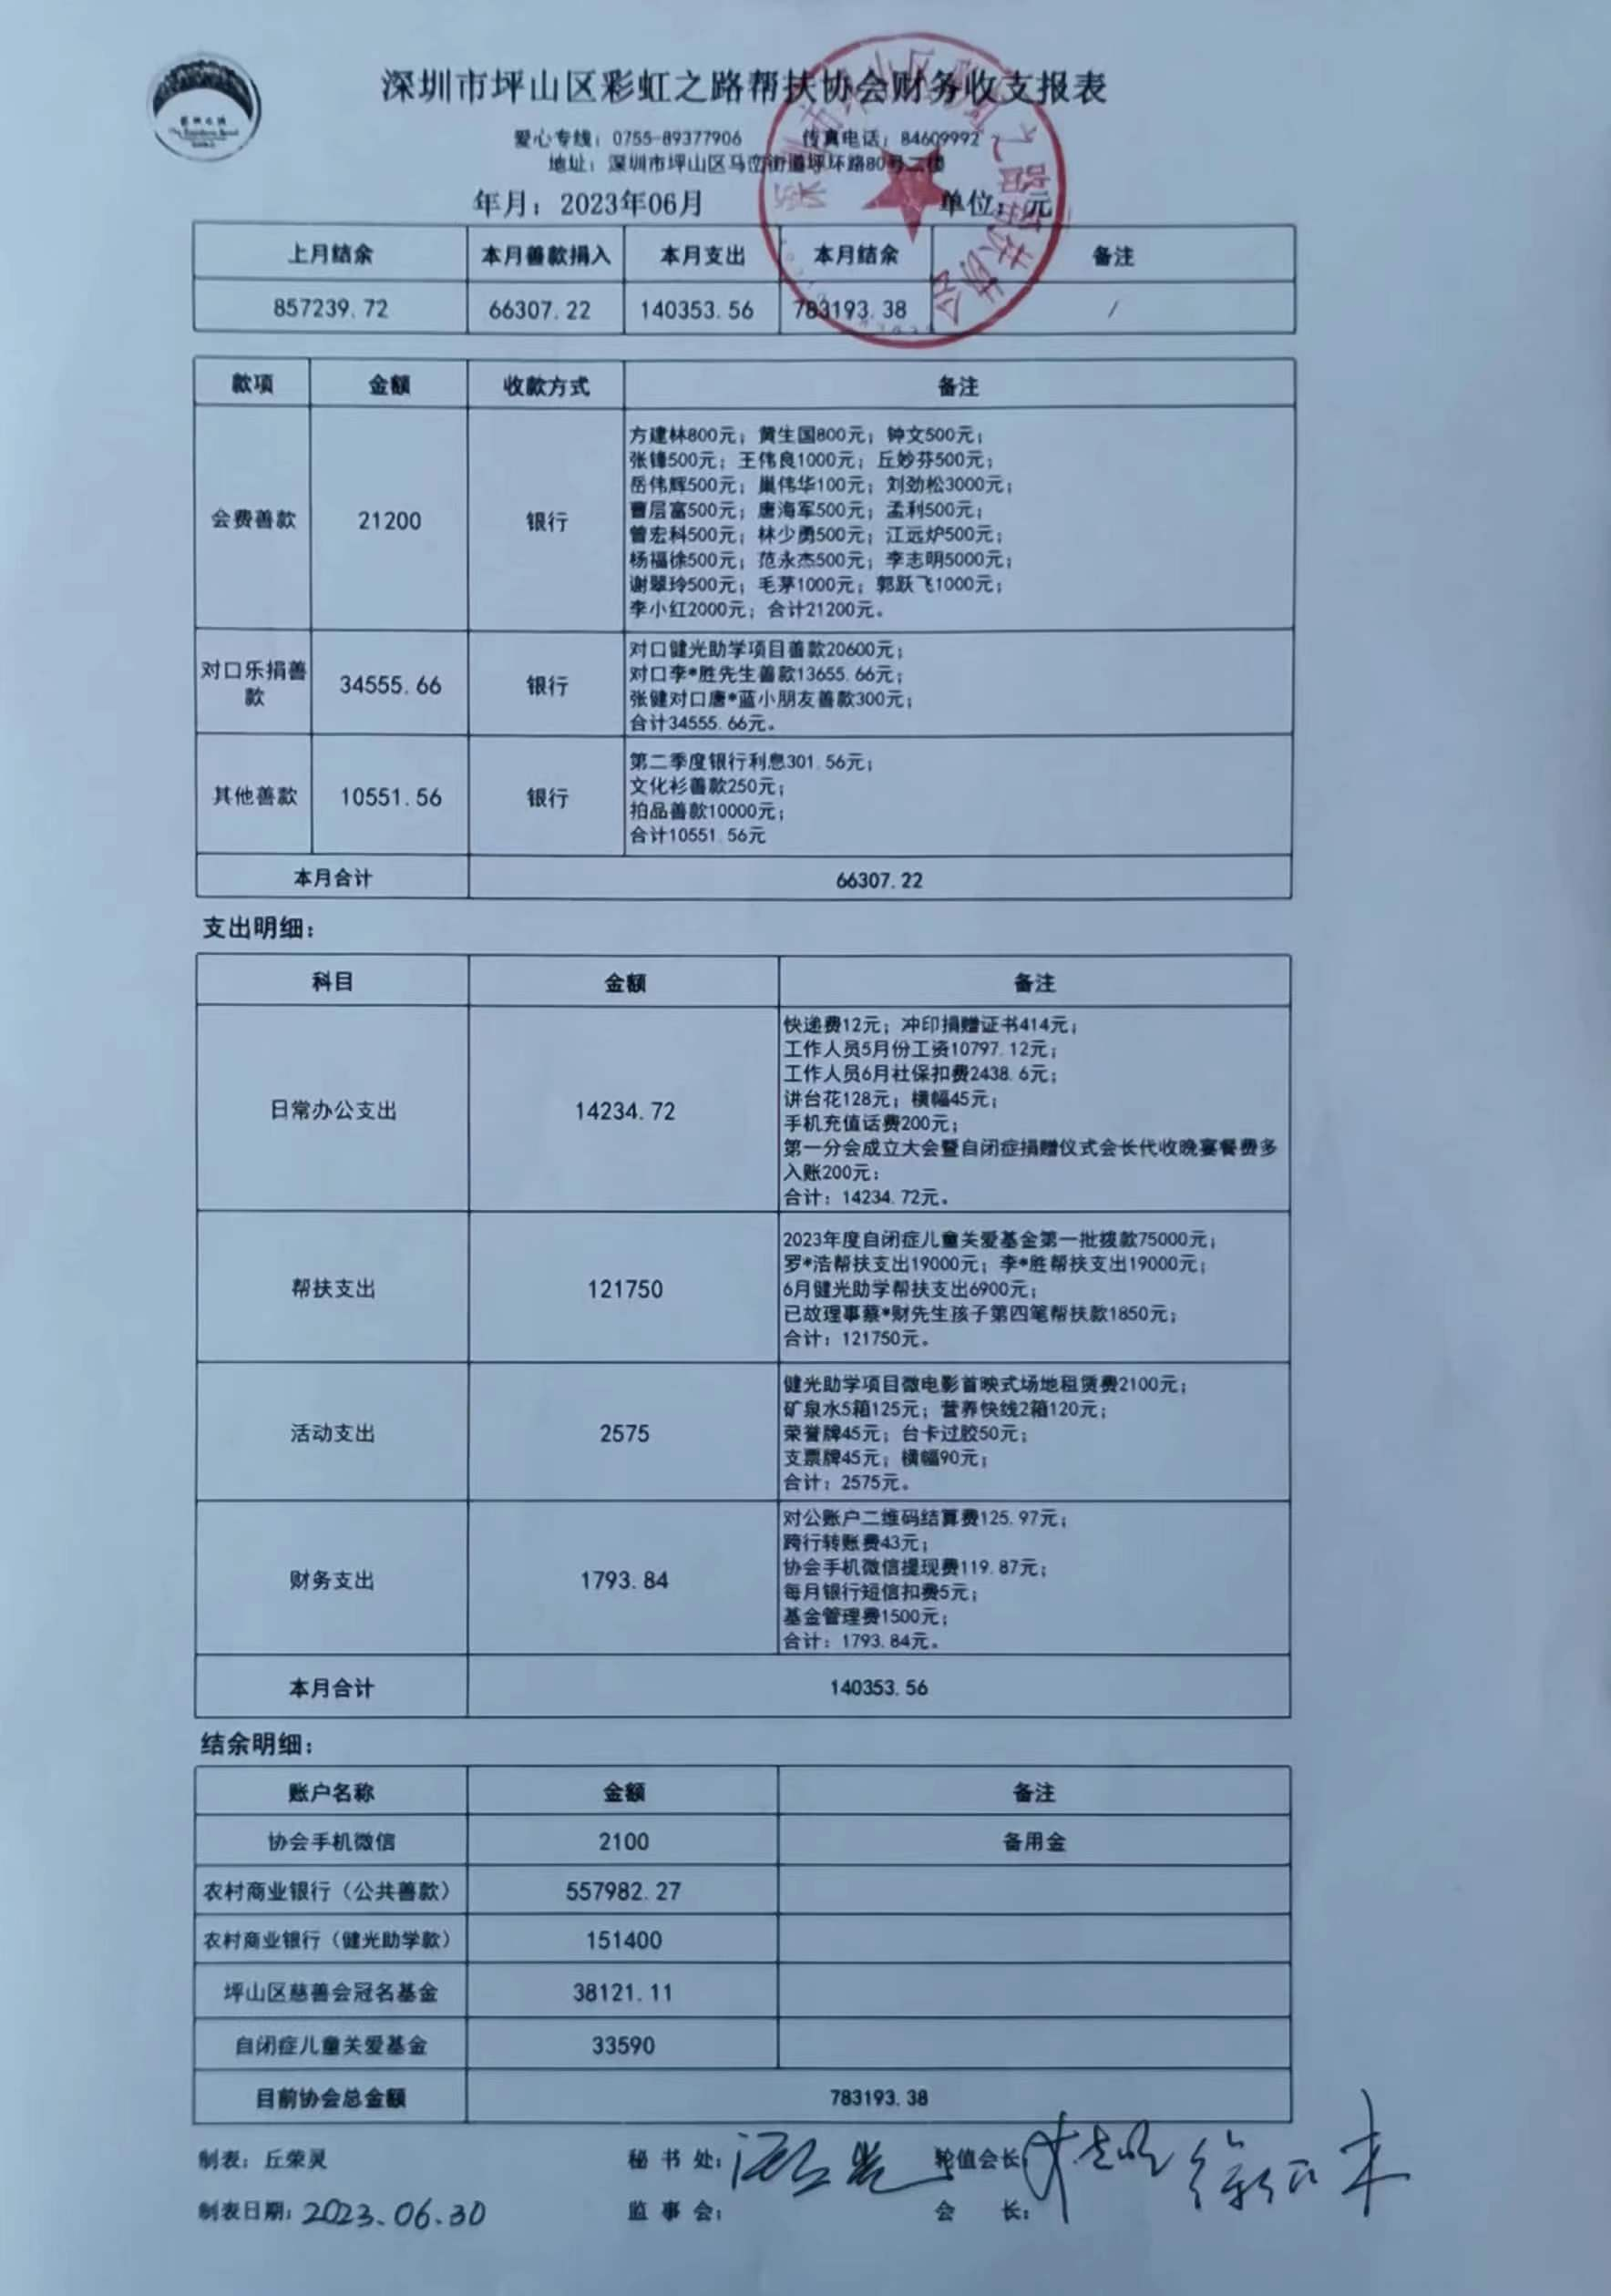 深圳市坪山区彩虹之路帮扶协会财务收支报表
爱心专线：0755-89377906 传真电话：84609992
地址：深圳市坪山区马峦街道坪环路80号二楼
年月：2023年06月 单位：元
上月结余 本月善款捐入 本月支出 本月结余 备注
857239.72 66307.22 140353.56 783193.38 /
款项 金额 收款方式 备注
会费善款 21200 银行
方建林800元；黄生国800元；钟文500元；
张锋500元；王伟良1000元；丘妙芬500元；
岳伟辉500元；巢伟华100元；刘劲松3000元；
曹层富500元；唐海军500元；孟利500元；
曾宏科500元；林少勇500元；江远炉500元；
杨福徐500元；范永杰500元；李志明5000元；
谢翠玲500元；毛茅1000元；郭跃飞1000元；
李小红2000元；合计21200元。
对口乐捐善款 34555.66 银行
对口健光助学项目善款20600元；
对口李*胜先生善款13655.66元；
张健对口唐*蓝小朋友善款300元；
合计34555.66元。
其他善款 10551.56 银行
第二季度银行利息301.56元；
文化衫善款250元；
拍品善款10000元；
合计10551.56元
本月合计 66307.22
支出明细：
科目 金额 备注
日常办公支出 14234.72
快递费12元；冲印捐赠证书414元；
工作人员5月份工资10797.12元；
工作人员6月社保扣费2438.6元；
讲台花128元；横幅45元；
手机充值话费200元；
第一分会成立大会暨自闭症捐赠仪式会长代收晚宴餐费多
入账200元：
合计：14234.72元。
帮扶支出 121750
2023年度自闭症儿童关爱基金第一批拨款75000元；
罗*浩帮扶支出19000元；李*胜帮扶支出19000元；
6月健光助学帮扶支出6900元；
已故理事蔡*财先生孩子第四笔帮扶款1850元；
合计：121750元。
活动支出 2575
健光助学项目微电影首映式场地租赁费2100元；
矿泉水5箱125元；营养快线2箱120元；
荣誉牌45元；台卡过胶50元；
支票牌45元；横幅90元；
合计：2575元。
财务支出 1793.84
对公账户二维码结算费125.97元；
跨行转账费43元；
协会手机微信提现费119.87元；
每月银行短信扣费5元；
基金管理费1500元；
合计：1793.84元。
本月合计 140353.56
结余明细：
账户名称 金额 备注
协会手机微信 2100 备用金
农村商业银行（公共善款） 557982.27
农村商业银行（健光助学款） 151400
坪山区慈善会冠名基金 38121.11
自闭症儿童关爱基金 33590
目前协会总金额 783193.38
制表：丘荣灵 秘书处： 轮值会长：
制表日期：2023.06.30 监事会： 会长：